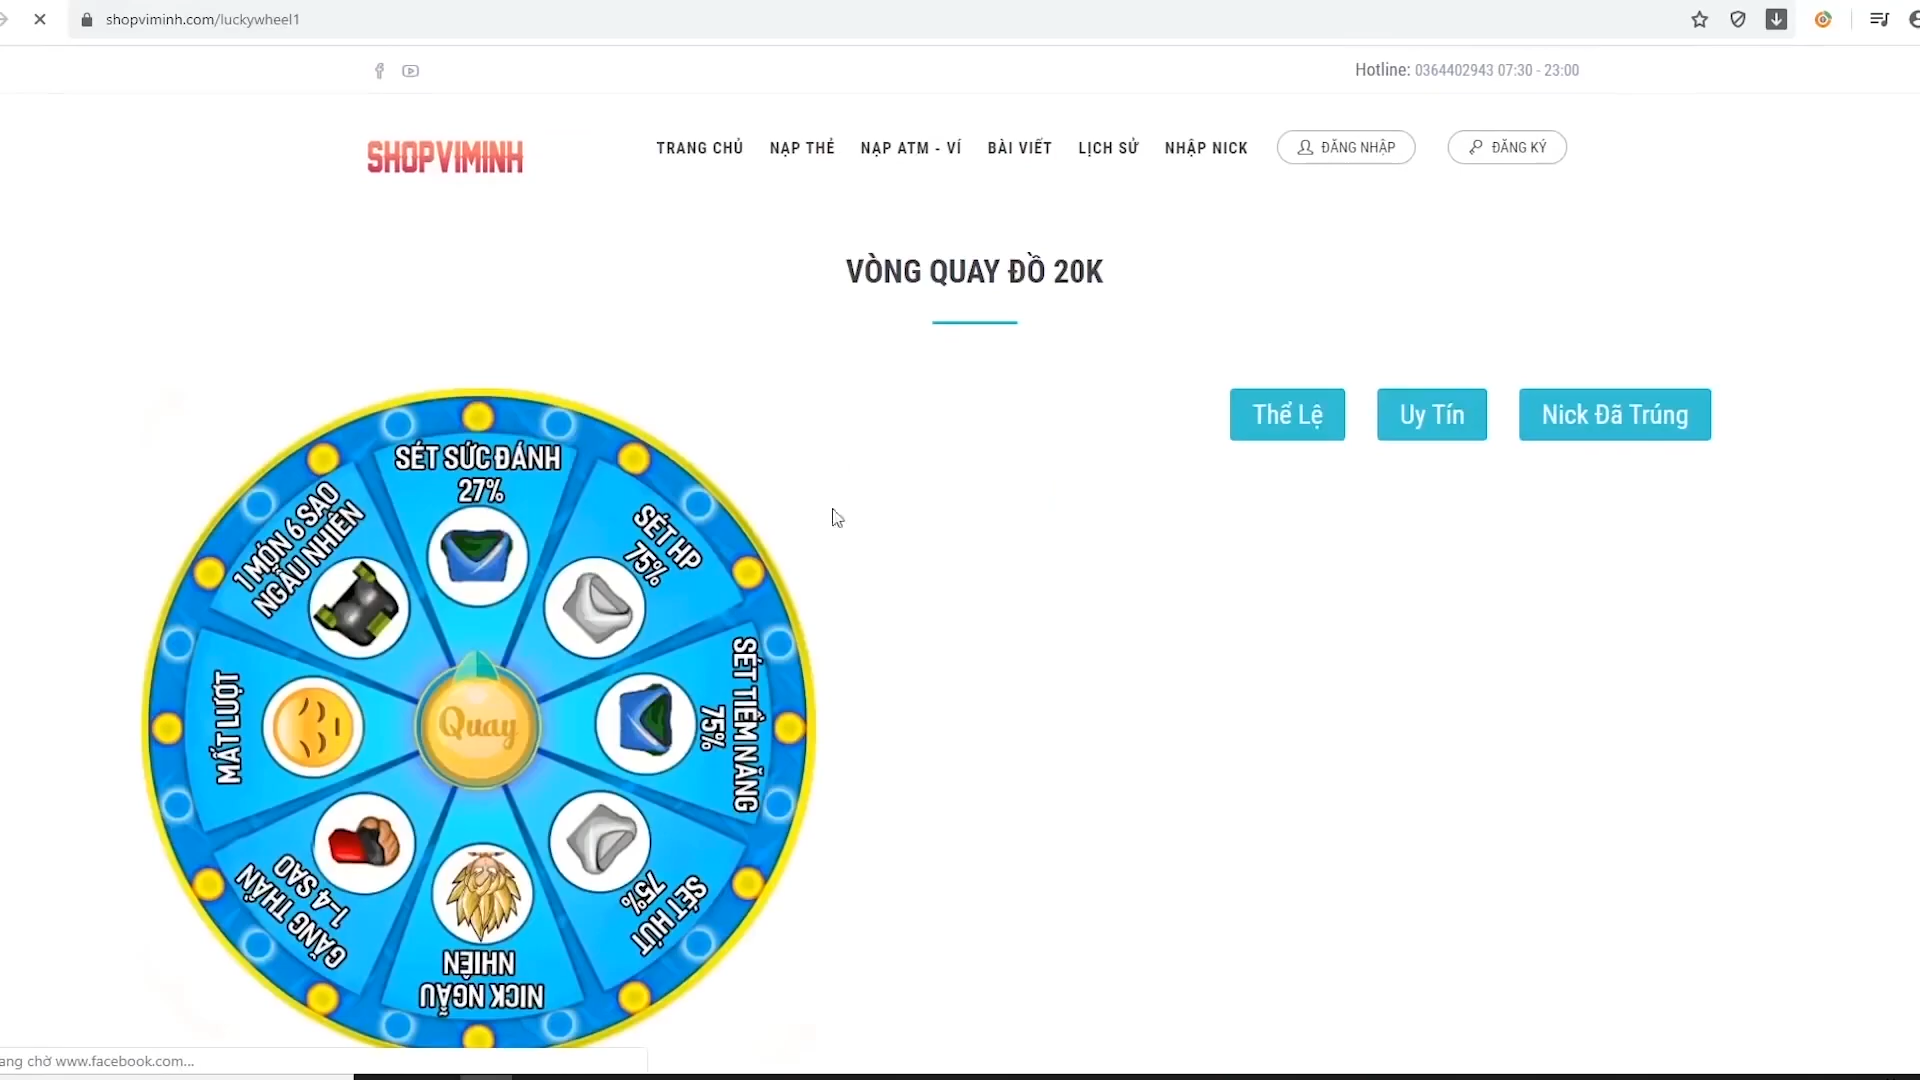 shopviminh.com/luckywheel1
Hotline: 0364402943 07:30 - 23:00
SHOPVIMINH
TRANG CHỦ
NẠP THẺ
NẠP ATM - VÍ
BÀI VIẾT
LỊCH SỬ
NHẬP NICK
ĐĂNG NHẬP
ĐĂNG KÝ
VÒNG QUAY ĐỒ 20K
Thể Lệ
Uy Tín
Nick Đã Trúng
SÉT SỨC ĐÁNH
27%
SÉT HP
75%
SÉT TIỀM NĂNG
75%
SÉT HÚT
75%
NICK NGẪU
NHIÊN
GĂNG THẦN
1-4 SAO
MẤT LƯỢT
1 MÓN 6 SAO
NGẪU NHIÊN
Quay
ang chờ www.facebook.com...